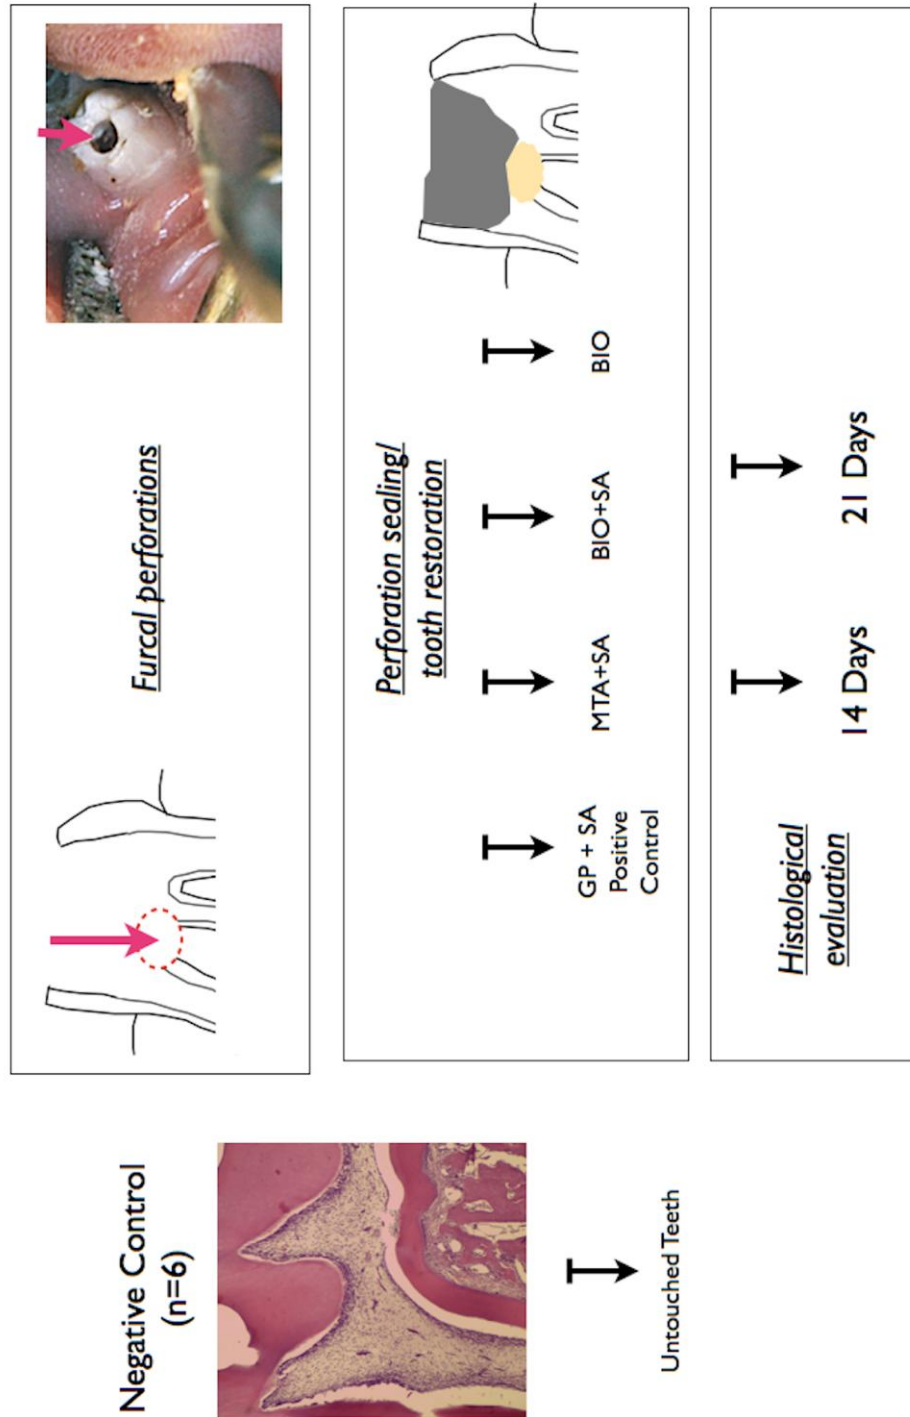 Negative Control
(n=6)
Untouched Teeth
Furcal perforations
Perforation sealing/
tooth restoration
GP + SA
Positive
Control
MTA+SA
BIO+SA
BIO
Histological
evaluation
14 Days
21 Days